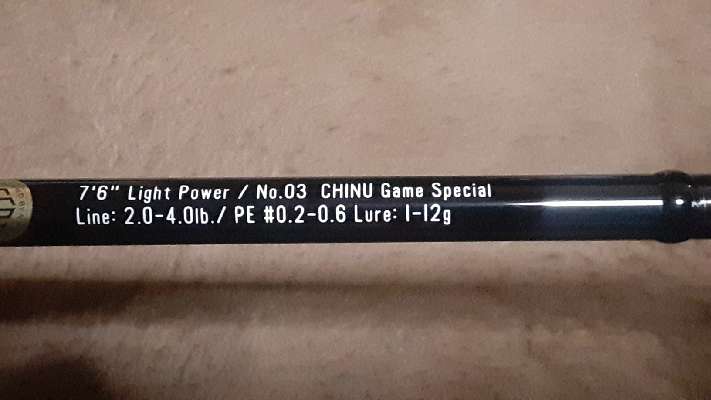 7'6" Light Power / No.03 CHINU Game Special
Line: 2.0-4.0lb./ PE #0.2-0.6 Lure: 1-12g